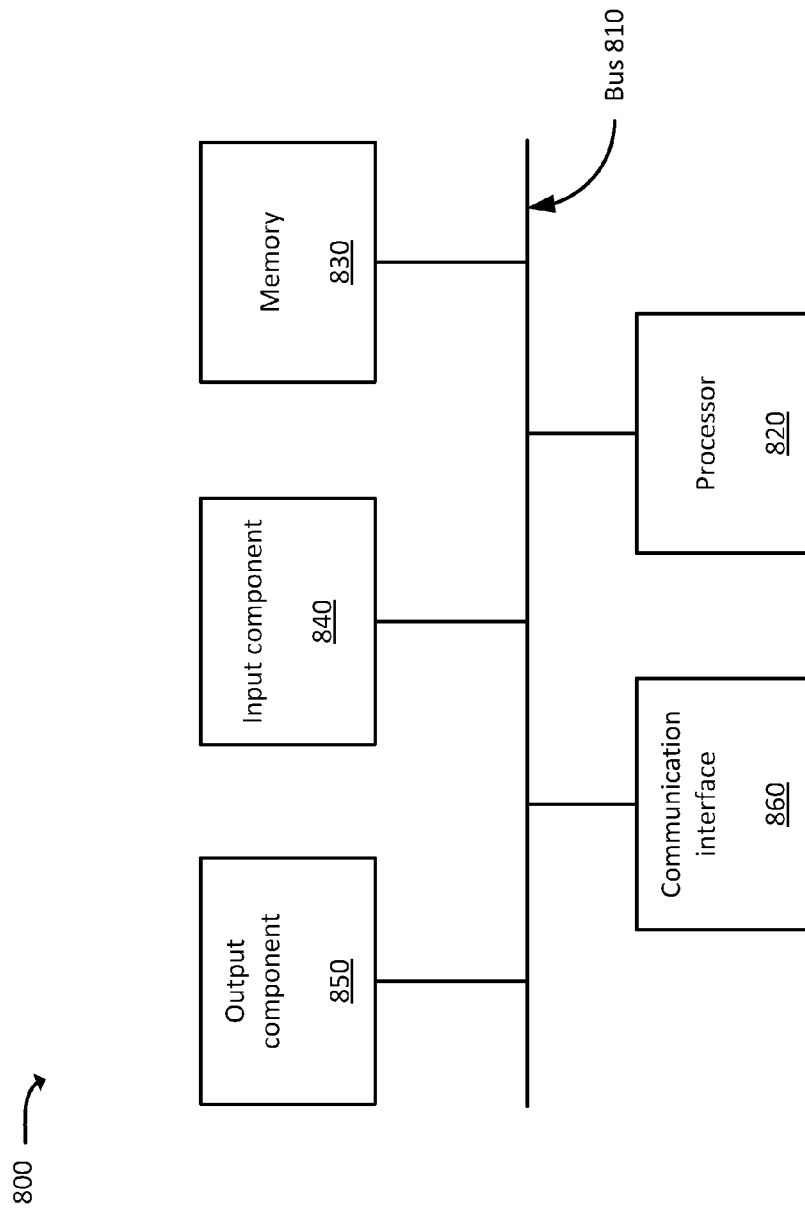 800
Output
component
850
Input component
840
Memory
830
Bus 810
Communication
interface
860
Processor
820